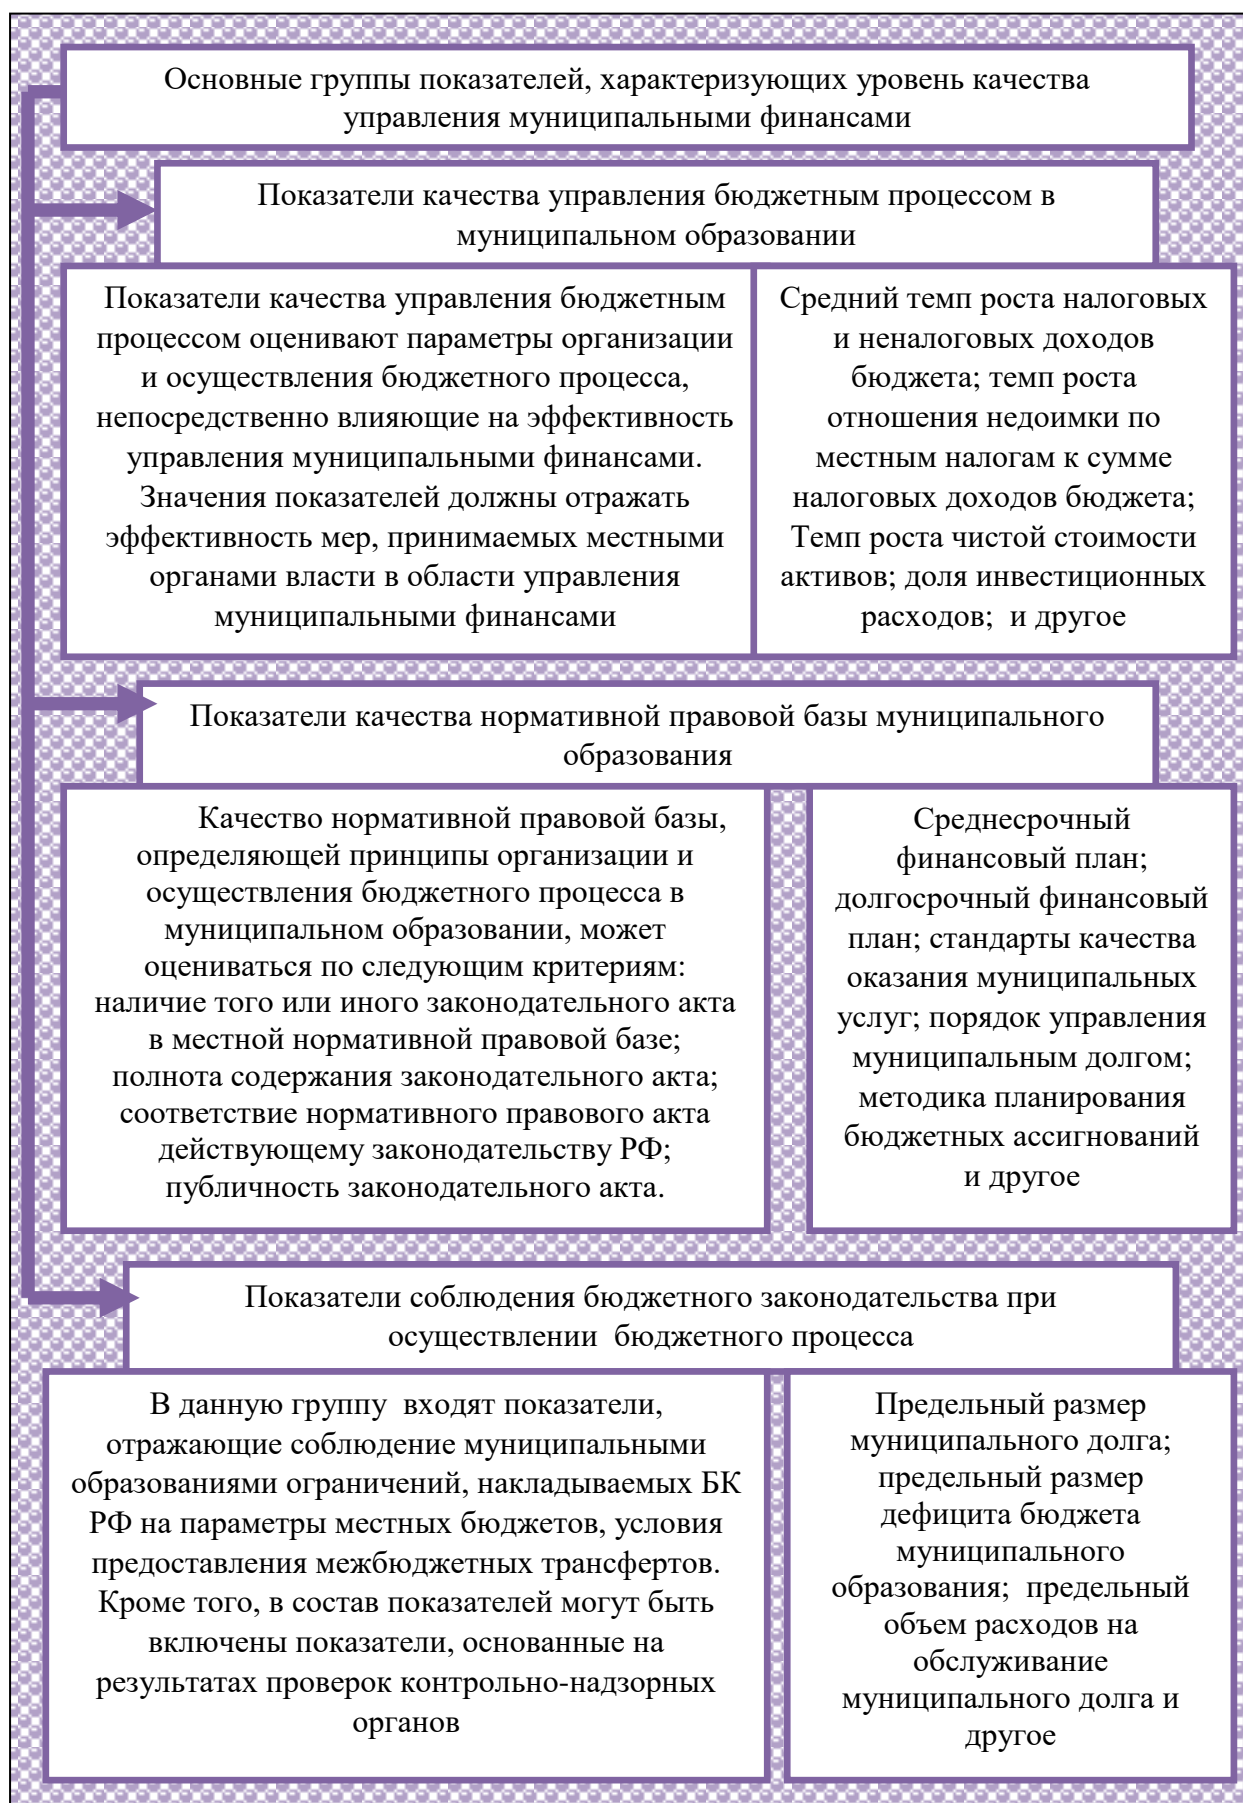 Основные группы показателей, характеризующих уровень качества
управления муниципальными финансами
Показатели качества управления бюджетным процессом в
муниципальном образовании
Показатели качества управления бюджетным
процессом оценивают параметры организации
и осуществления бюджетного процесса,
непосредственно влияющие на эффективность
управления муниципальными финансами.
Значения показателей должны отражать
эффективность мер, принимаемых местными
органами власти в области управления
муниципальными финансами
Средний темп роста налоговых
и неналоговых доходов
бюджета; темп роста
отношения недоимки по
местным налогам к сумме
налоговых доходов бюджета;
Темп роста чистой стоимости
активов; доля инвестиционных
расходов;  и другое
Показатели качества нормативной правовой базы муниципального
образования
Качество нормативной правовой базы,
определяющей принципы организации и
осуществления бюджетного процесса в
муниципальном образовании, может
оцениваться по следующим критериям:
наличие того или иного законодательного акта
в местной нормативной правовой базе;
полнота содержания законодательного акта;
соответствие нормативного правового акта
действующему законодательству РФ;
публичность законодательного акта.
Среднесрочный
финансовый план;
долгосрочный финансовый
план; стандарты качества
оказания муниципальных
услуг; порядок управления
муниципальным долгом;
методика планирования
бюджетных ассигнований
и другое
Показатели соблюдения бюджетного законодательства при
осуществлении  бюджетного процесса
В данную группу  входят показатели,
отражающие соблюдение муниципальными
образованиями ограничений, накладываемых БК
РФ на параметры местных бюджетов, условия
предоставления межбюджетных трансфертов.
Кроме того, в состав показателей могут быть
включены показатели, основанные на
результатах проверок контрольно-надзорных
органов
Предельный размер
муниципального долга;
предельный размер
дефицита бюджета
муниципального
образования;  предельный
объем расходов на
обслуживание
муниципального долга и
другое